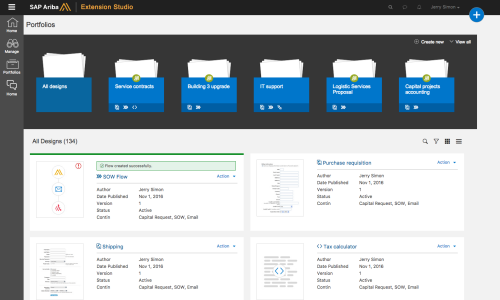 SAP Ariba Extension Studio Jerry Simon
Portfolios
Create new View all
Home
Manage
Portfolios
Home
All designs
Service contracts
Building 3 upgrade
IT support
Logistic Services
Proposal
Capital projects
accounting
All Designs (134)
Flow created successfully.
SOW Flow Action
Author Jerry Simon
Date Published Nov 1, 2016
Version 1
Status Active
ContIn Capital Request, SOW, Email
Purchase requisition Action
Author Jerry Simon
Date Published Nov 1, 2016
Version 1
Status Active
ContIn Capital Request, SOW, Email
Shipping Action
Author Jerry Simon
Date Published Nov 1, 2016
Version 1
Status Active
ContIn Capital Request, SOW, Email
Tax calculator Action
Author Jerry Simon
Date Published Nov 1, 2016
Version 1
Status Active
ContIn Capital Request, SOW, Email